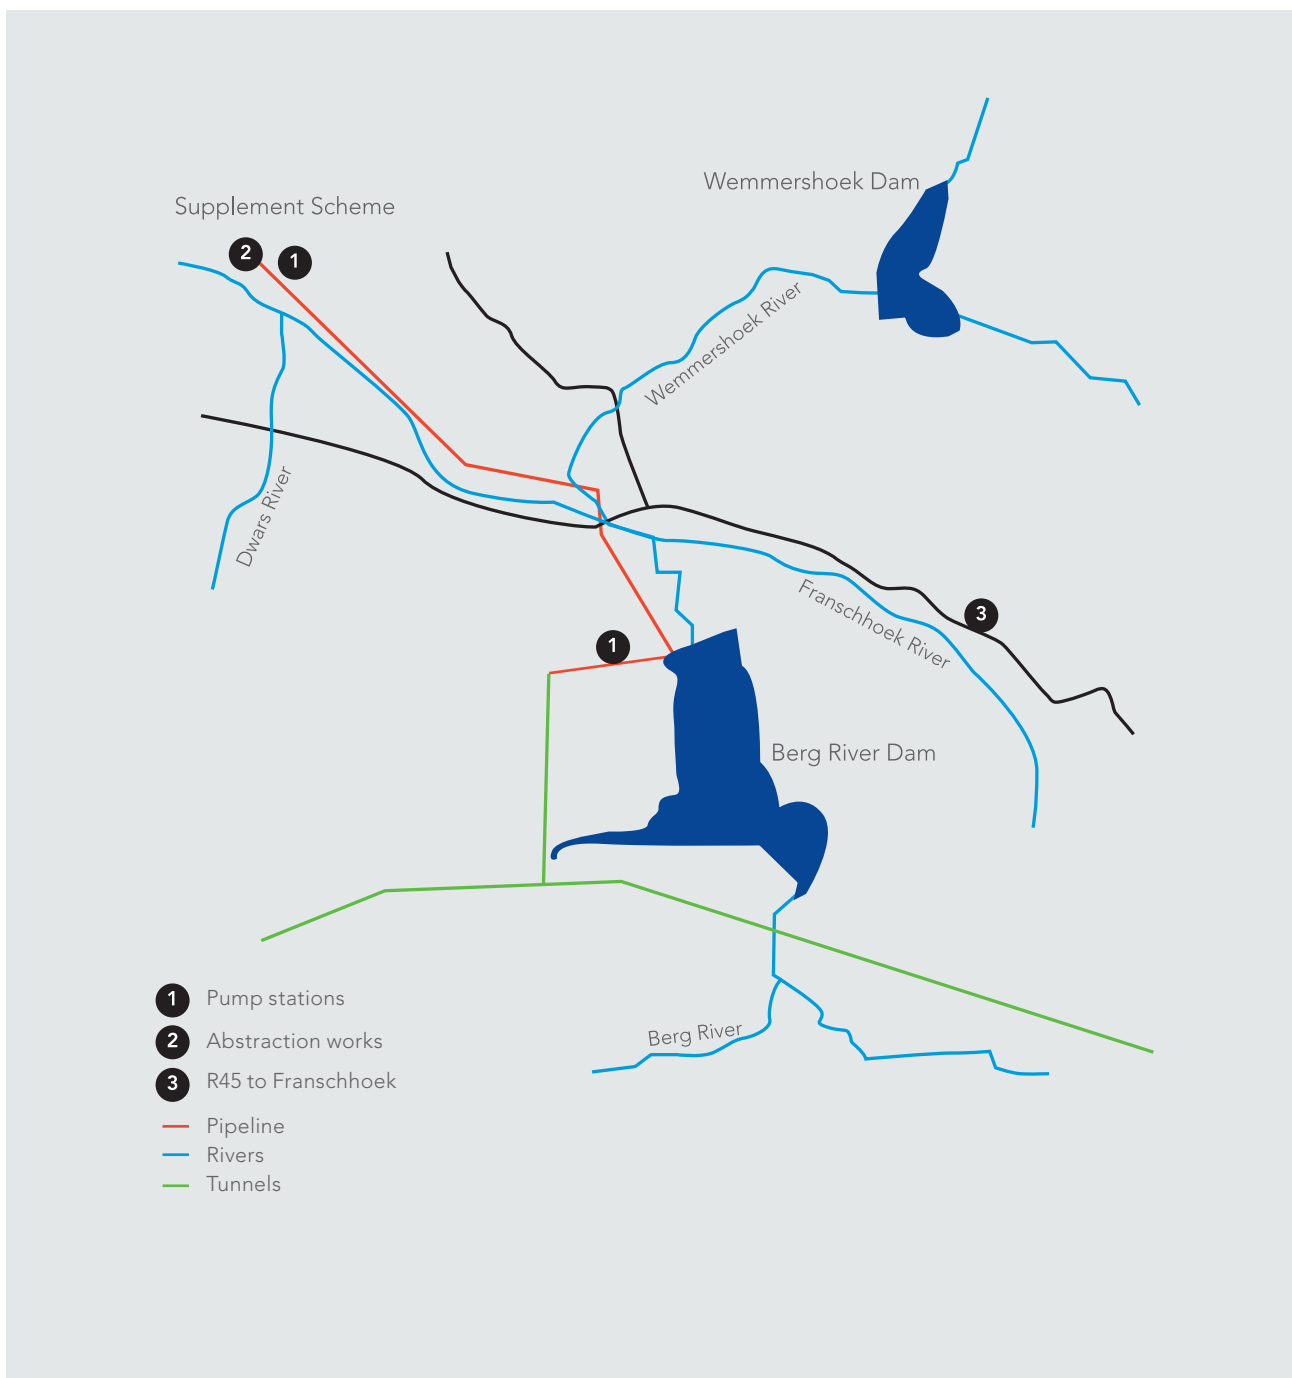 Wemmershoek Dam
Supplement Scheme
2
1
Wemmershoek River
Dwars River
Franschhoek River
3
1
Berg River Dam
1 Pump stations
Berg River
2 Abstraction works
3 R45 to Franschhoek
Pipeline
Rivers
Tunnels